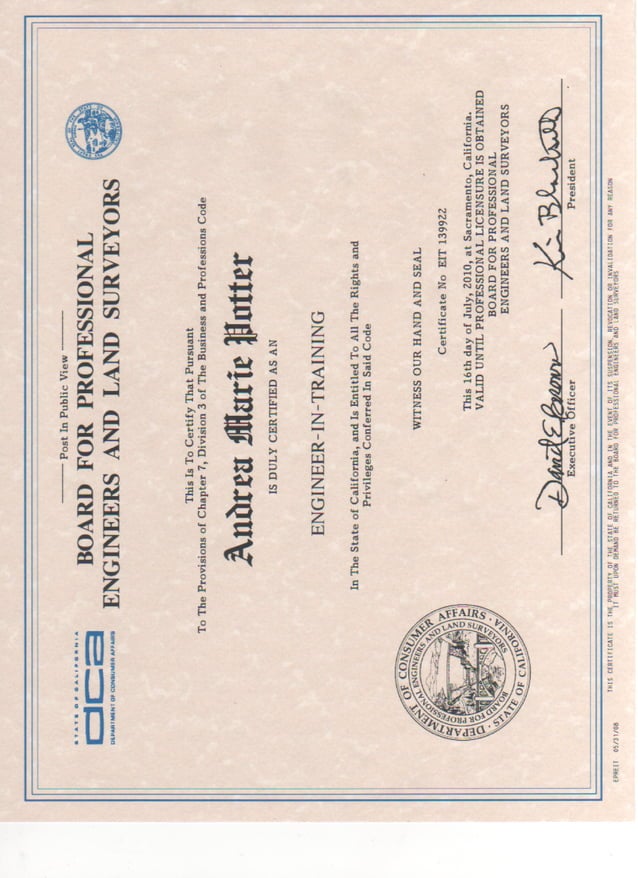 Post In Public View
STATE OF CALIFORNIA
dca
DEPARTMENT OF CONSUMER AFFAIRS
BOARD FOR PROFESSIONAL
ENGINEERS AND LAND SURVEYORS
This Is To Certify That Pursuant
To The Provisions of Chapter 7, Division 3 of The Business and Professions Code
Andrea Marie Potter
IS DULY CERTIFIED AS AN
ENGINEER-IN-TRAINING
In The State of California, and is Entitled To All The Rights and
Privileges Conferred In Said Code
WITNESS OUR HAND AND SEAL
Certificate No EIT 139922
This 16th day of July, 2010, at Sacramento, California.
VALID UNTIL PROFESSIONAL LICENSURE IS OBTAINED
BOARD FOR PROFESSIONAL
ENGINEERS AND LAND SURVEYORS
DEPARTMENT OF CONSUMER AFFAIRS · STATE OF CALIFORNIA ·
BOARD FOR PROFESSIONAL ENGINEERS AND LAND SURVEYORS
David E. Brown
Executive Officer
President
THIS CERTIFICATE IS THE PROPERTY OF THE STATE OF CALIFORNIA AND IN THE EVENT OF ITS SUSPENSION, REVOCATION OR INVALIDATION FOR ANY REASON
IT MUST UPON DEMAND BE RETURNED TO THE BOARD FOR PROFESSIONAL ENGINEERS AND LAND SURVEYORS
EPREIT 05/31/08